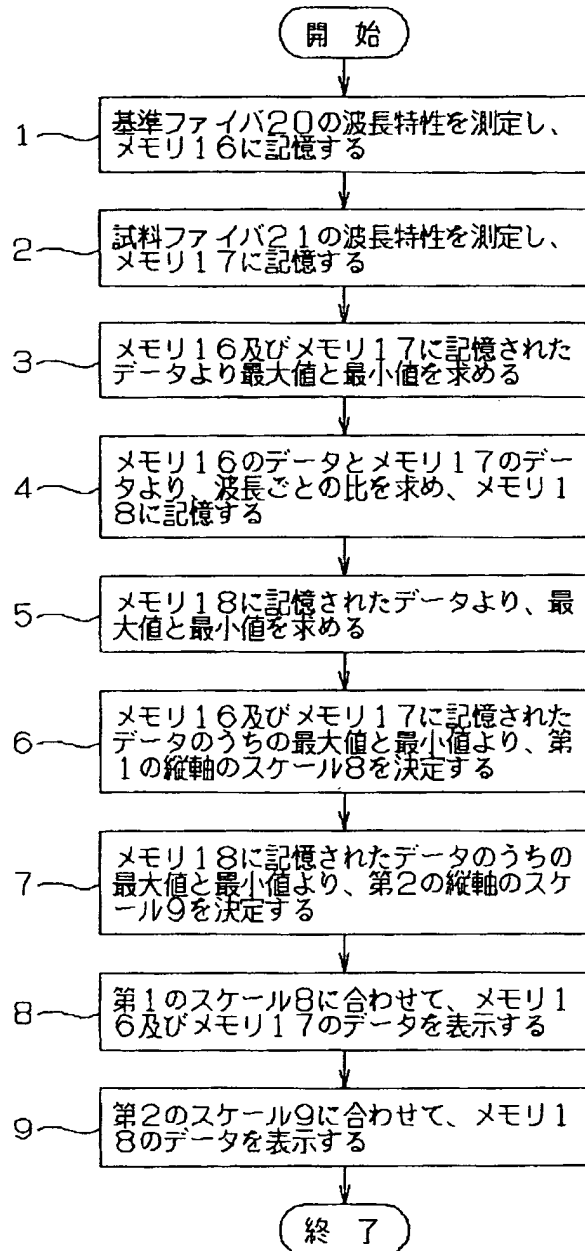 開 始
1
基準ファイバ20の波長特性を測定し、
メモリ16に記憶する
2
試料ファイバ21の波長特性を測定し、
メモリ17に記憶する
3
メモリ16及びメモリ17に記憶された
データより最大値と最小値を求める
4
メモリ16のデータとメモリ17のデー
タより、波長ごとの比を求め、メモリ1
8に記憶する
5
メモリ18に記憶されたデータより、最
大値と最小値を求める
6
メモリ16及びメモリ17に記憶された
データのうちの最大値と最小値より、第
1の縦軸のスケール8を決定する
7
メモリ18に記憶されたデータのうちの
最大値と最小値より、第2の縦軸のスケ
ール9を決定する
8
第1のスケール8に合わせて、メモリ1
6及びメモリ17のデータを表示する
9
第2のスケール9に合わせて、メモリ1
8のデータを表示する
終 了